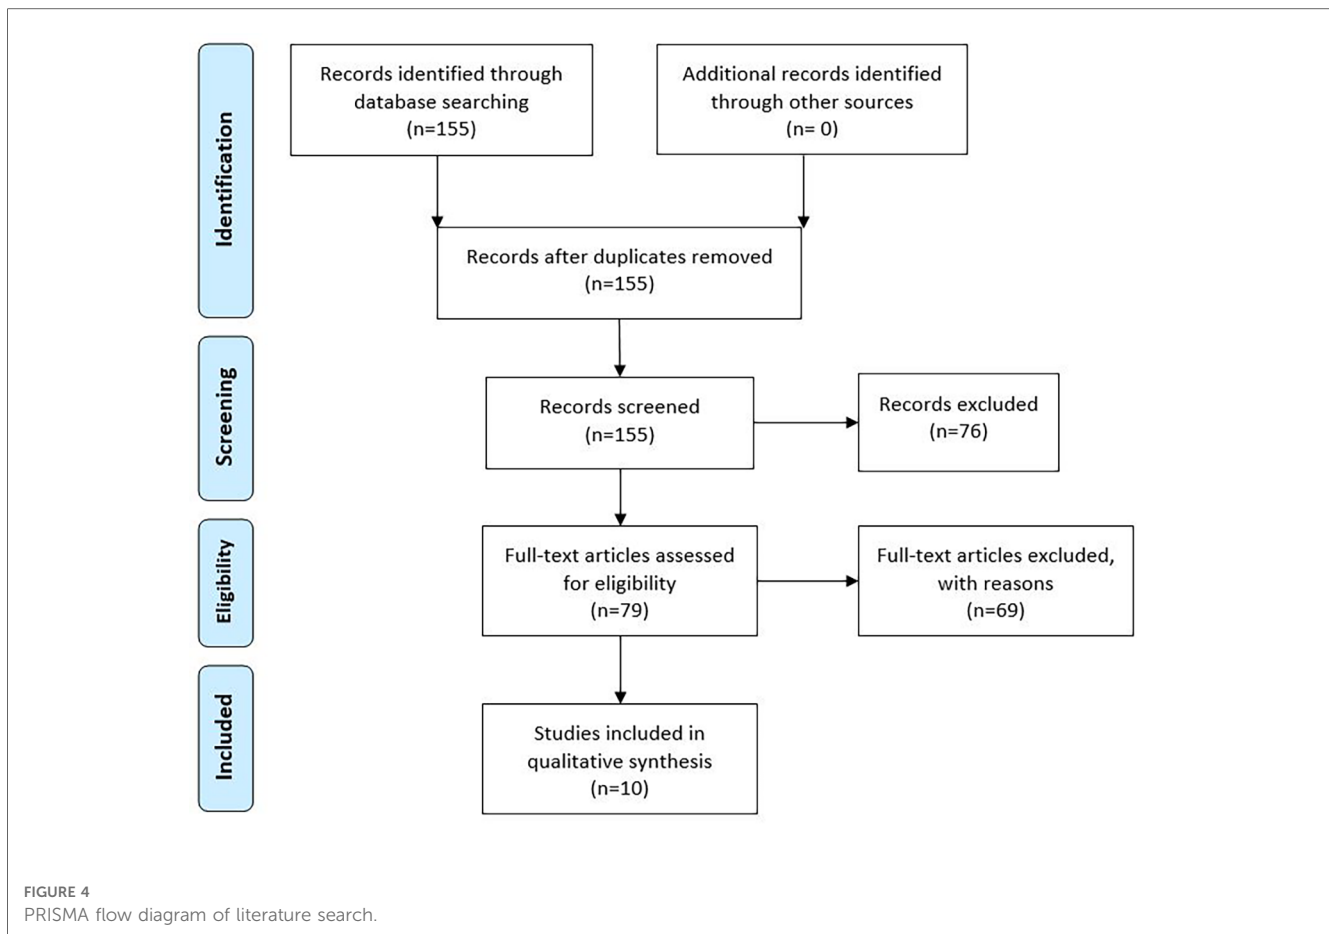 Identification
Records identified through
database searching
(n=155)
Additional records identified
through other sources
(n= 0)
Records after duplicates removed
(n=155)
Screening
Records screened
(n=155)
Records excluded
(n=76)
Eligibility
Full-text articles assessed
for eligibility
(n=79)
Full-text articles excluded,
with reasons
(n=69)
Included
Studies included in
qualitative synthesis
(n=10)
FIGURE 4
PRISMA flow diagram of literature search.